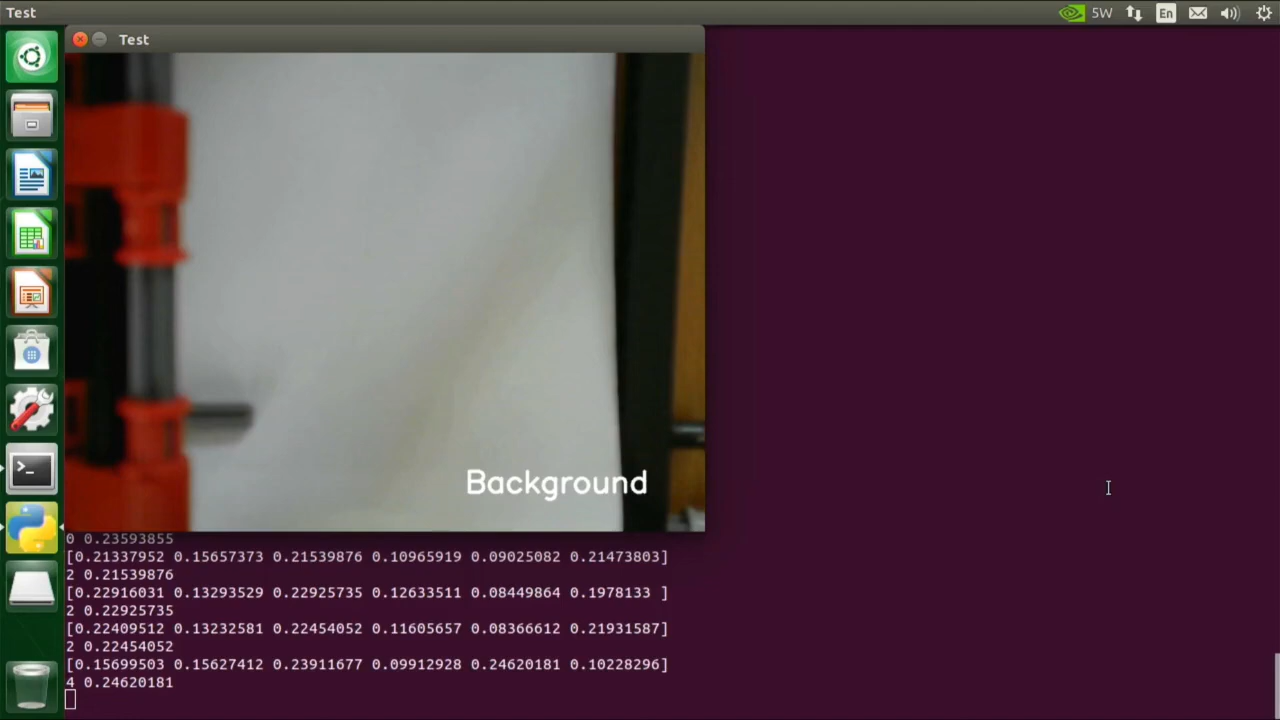 Test
5W
En
Test
Background
0 0.23593855
[0.21337952 0.15657373 0.21539876 0.10965919 0.09025082 0.21473803]
2 0.21539876
[0.22916031 0.13293529 0.22925735 0.12633511 0.08449864 0.1978133 ]
2 0.22925735
[0.22409512 0.13232581 0.22454052 0.11605657 0.08366612 0.21931587]
2 0.22454052
[0.15699503 0.15627412 0.23911677 0.09912928 0.24620181 0.10228296]
4 0.24620181